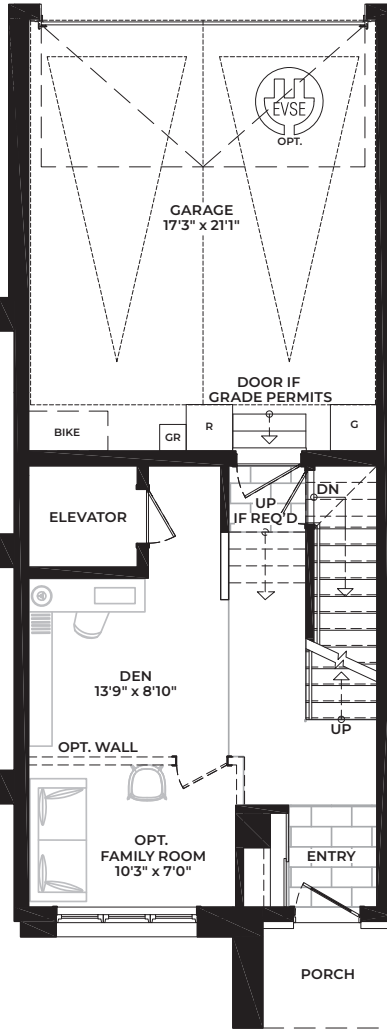 EVSE
OPT.
GARAGE
17'3" x 21'1"
DOOR IF
GRADE PERMITS
BIKE
GR
R
G
ELEVATOR
UP
IF REQ'D
DN
DEN
13'9" x 8'10"
UP
OPT. WALL
OPT.
FAMILY ROOM
10'3" x 7'0"
ENTRY
PORCH